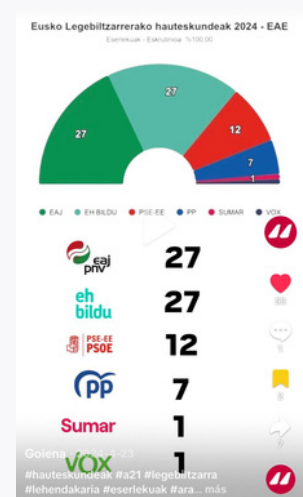 Eusko Legebiltzarrerako hauteskundeak 2024 - EAE
Eserlekuak - Eskrutinioa %100.00
27
27
12
7
1
EAJ EH BILDU PSE-EE PP SUMAR VOX
eaj pnv 27
eh bildu 27
PSE-EE PSOE 12
PP 7
Sumar 1
VOX 1
Goiena
#hauteskundeak #a21 #legebiltzarra
#lehendakaria #eserlekuak #ara... más